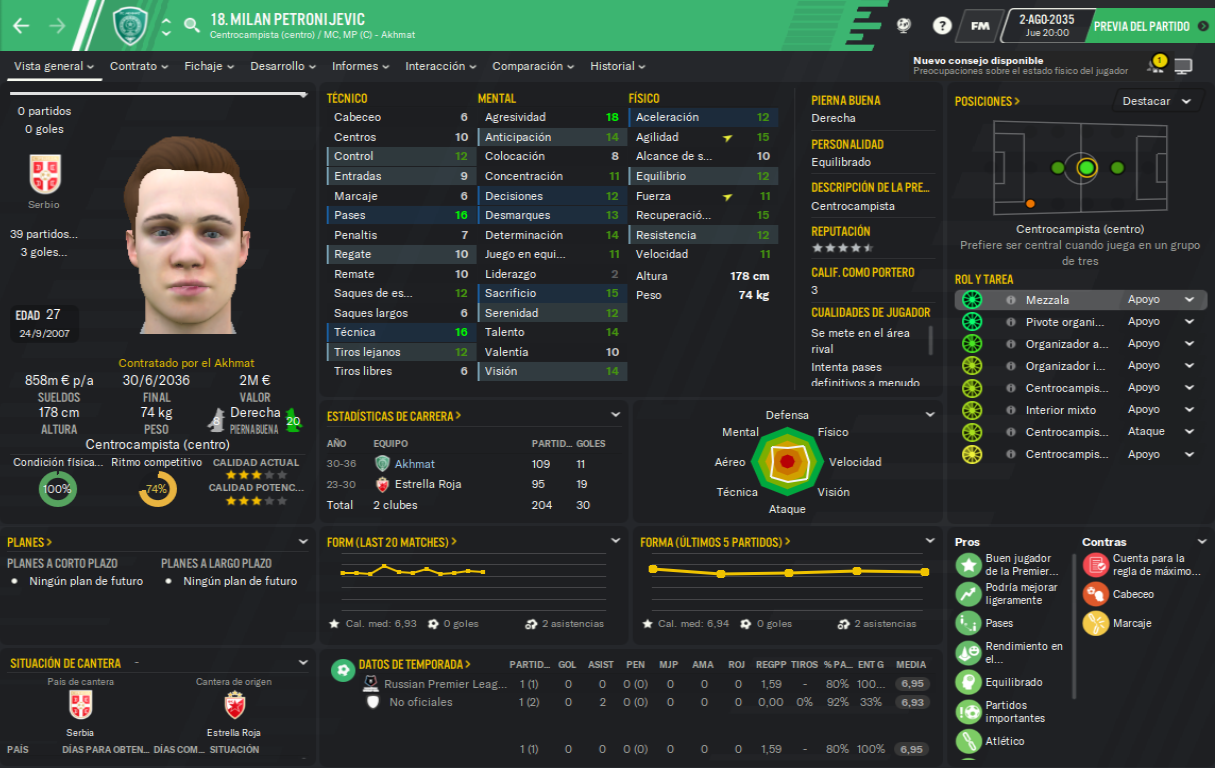 18. MILAN PETRONIJEVIC
Centrocampista (centro) / MC, MP (C) - Akhmat
?
FM
2-AGO-2035
Jue 20:00
PREVIA DEL PARTIDO
Vista general
Contrato
Fichaje
Desarrollo
Informes
Interacción
Comparación
Historial
Nuevo consejo disponible
Preocupaciones sobre el estado físico del jugador
1
0 partidos
0 goles
Serbio
39 partidos...
3 goles...
EDAD 27
24/9/2007
Contratado por el Akhmat
858m € p/a
30/6/2036
2M €
SUELDOS
FINAL
VALOR
178 cm
74 kg
8
Derecha
20
ALTURA
PESO
PIERNA BUENA
Centrocampista (centro)
Condición física...
Ritmo competitivo
CALIDAD ACTUAL
100%
74%
CALIDAD POTENC...
TÉCNICO
Cabeceo 6
Centros 10
Control 12
Entradas 9
Marcaje 6
Pases 16
Penaltis 7
Regate 10
Remate 10
Saques de es... 12
Saques largos 6
Técnica 16
Tiros lejanos 12
Tiros libres 6
MENTAL
Agresividad 18
Anticipación 14
Colocación 8
Concentración 11
Decisiones 12
Desmarques 13
Determinación 14
Juego en equi... 11
Liderazgo 2
Sacrificio 15
Serenidad 12
Talento 14
Valentía 10
Visión 14
FÍSICO
Aceleración 12
Agilidad 15
Alcance de s... 10
Equilibrio 12
Fuerza 11
Recuperació... 15
Resistencia 12
Velocidad 11
Altura 178 cm
Peso 74 kg
PIERNA BUENA
Derecha
PERSONALIDAD
Equilibrado
DESCRIPCIÓN DE LA PRE...
Centrocampista
REPUTACIÓN
CALIF. COMO PORTERO
3
CUALIDADES DE JUGADOR
Se mete en el área
rival
Intenta pases
definitivos a menudo
POSICIONES >
Destacar
Centrocampista (centro)
Prefiere ser central cuando juega en un grupo
de tres
ROL Y TAREA
Mezzala Apoyo
Pivote organi... Apoyo
Organizador a... Apoyo
Organizador i... Apoyo
Centrocampis... Apoyo
Interior mixto Apoyo
Centrocampis... Ataque
Centrocampis... Apoyo
ESTADÍSTICAS DE CARRERA >
AÑO EQUIPO PARTID... GOLES
30-36 Akhmat 109 11
23-30 Estrella Roja 95 19
Total 2 clubes 204 30
Defensa
Mental
Físico
Aéreo
Velocidad
Técnica
Visión
Ataque
PLANES >
PLANES A CORTO PLAZO
PLANES A LARGO PLAZO
Ningún plan de futuro
Ningún plan de futuro
FORM (LAST 20 MATCHES) >
Cal. med: 6,93
0 goles
2 asistencias
FORMA (ÚLTIMOS 5 PARTIDOS) >
Cal. med: 6,94
0 goles
2 asistencias
Pros
Buen jugador
de la Premier...
Podría mejorar
ligeramente
Pases
Rendimiento en
el...
Equilibrado
Partidos
importantes
Atlético
Contras
Cuenta para la
regla de máximo...
Cabeceo
Marcaje
SITUACIÓN DE CANTERA -
País de cantera
Cantera de origen
Serbia
Estrella Roja
PAÍS DÍAS PARA OBTEN... DÍAS COM... SITUACIÓN
-
DATOS DE TEMPORADA > PARTID... GOL ASIST PEN MJP AMA ROJ REGPP TIROS % PA... ENT G MEDIA
Russian Premier Leag... 1 (1) 0 0 0 (0) 0 0 0 1,59 - 80% 100... 6,95
No oficiales 1 (2) 0 2 0 (0) 0 0 0 0,00 0% 92% 33% 6,93
1 (1) 0 0 0 (0) 0 0 0 1,59 - 80% 100% 6,95